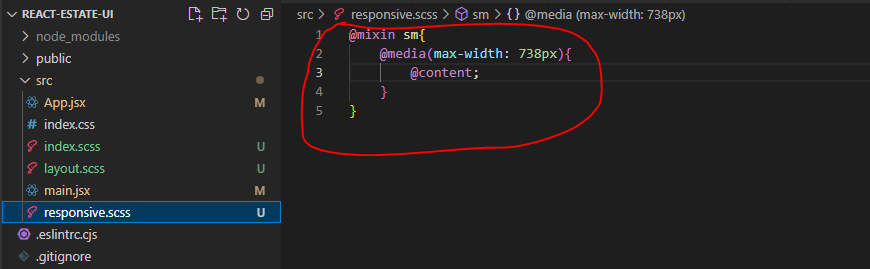 REACT-ESTATE-UI
node_modules
public
src
App.jsx M
index.css
index.scss U
layout.scss U
main.jsx M
responsive.scss U
.eslintrc.cjs
.gitignore
src > responsive.scss > sm > {} @media (max-width: 738px)
1 @mixin sm{
2 @media(max-width: 738px){
3 @content;
4 }
5 }